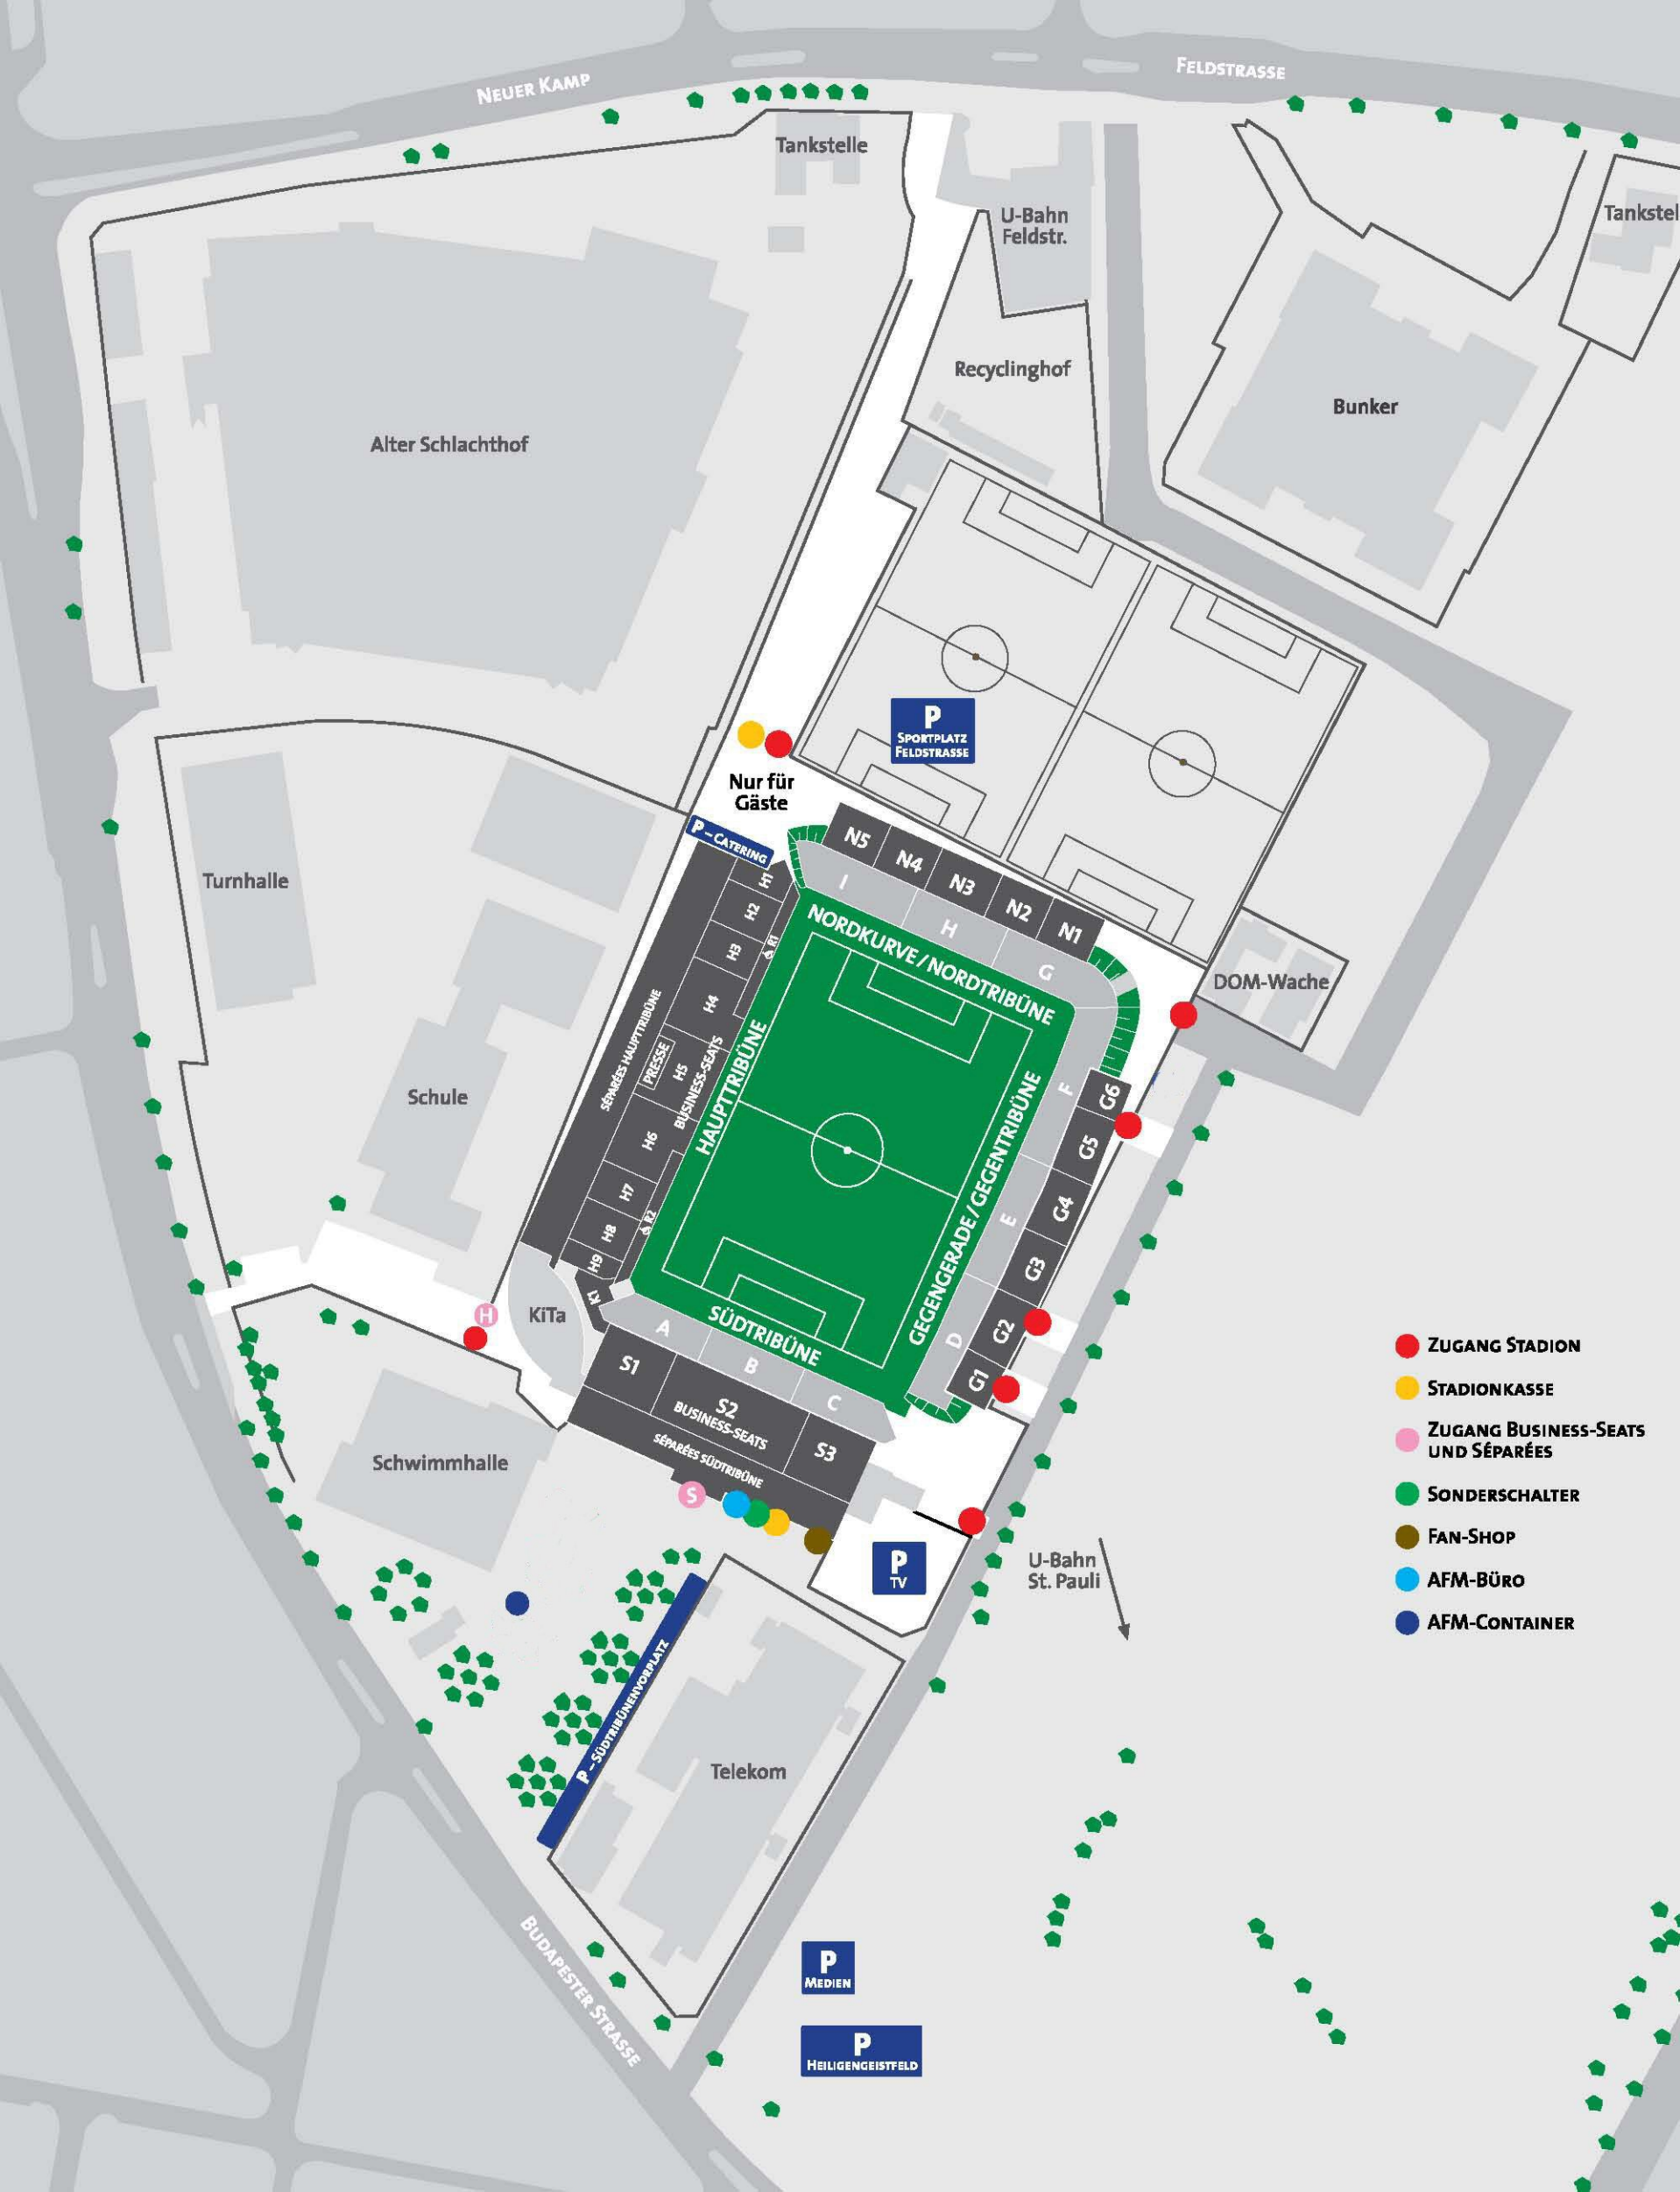 NEUER KAMP
FELDSTRASSE
Tankstelle
U-Bahn
Feldstr.
Tankstel
Recyclinghof
Bunker
Alter Schlachthof
P
SPORTPLATZ
FELDSTRASSE
Nur für
Gäste
P – CATERING
N5
N4
N3
N2
N1
I
H
G
NORDKURVE / NORDTRIBÜNE
Turnhalle
DOM-Wache
H1
H2
H3
R1
H4
SÉPARÉES HAUPTTRIBÜNE
PRESSE
H5
BUSINESS-SEATS
HAUPTTRIBÜNE
H6
H7
R2
H8
H9
K1
Schule
F
E
D
GEGENGERADE / GEGENTRIBÜNE
G6
G5
G4
G3
G2
G1
H
KiTa
SÜDTRIBÜNE
A
B
C
S1
S2
BUSINESS-SEATS
S3
SÉPARÉES SÜDTRIBÜNE
S
Schwimmhalle
P
TV
U-Bahn
St. Pauli
P – SÜDTRIBÜNENVORPLATZ
Telekom
BUDAPESTER STRASSE
P
MEDIEN
P
HEILIGENGEISTFELD
ZUGANG STADION
STADIONKASSE
ZUGANG BUSINESS-SEATS
UND SÉPARÉES
SONDERSCHALTER
FAN-SHOP
AFM-BÜRO
AFM-CONTAINER